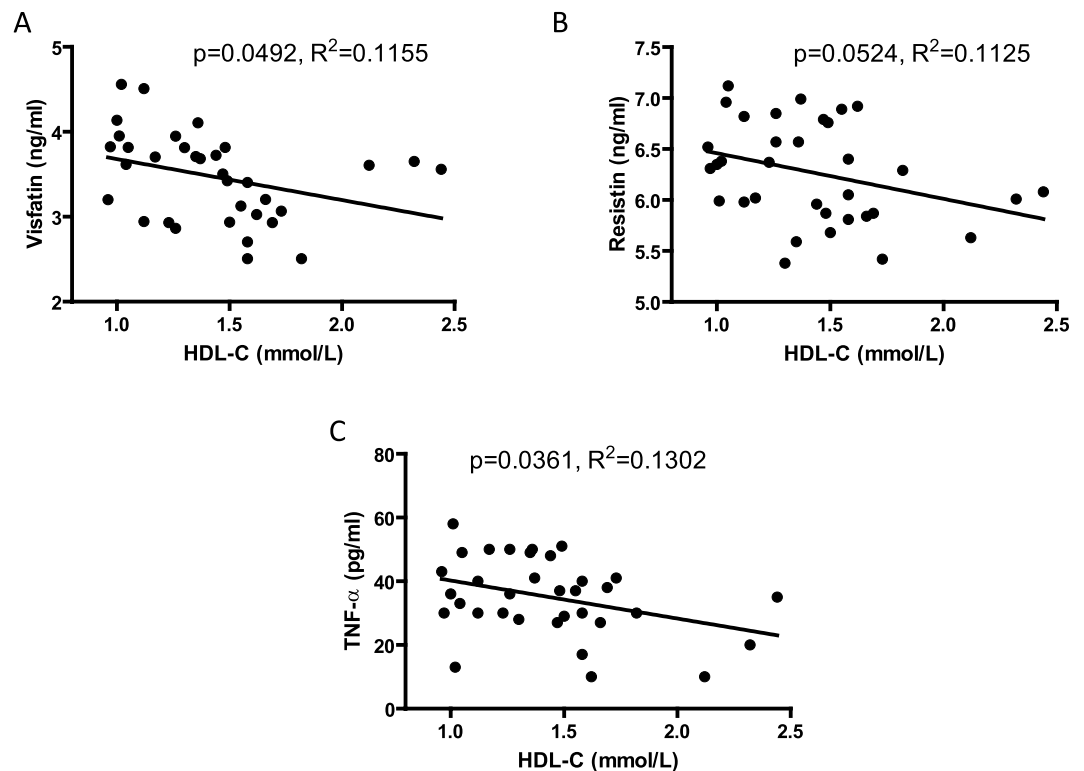 A
p=0.0492, R²=0.1155
5
4
3
2
Visfatin (ng/ml)
1.0 1.5 2.0 2.5
HDL-C (mmol/L)
B
p=0.0524, R²=0.1125
7.5
7.0
6.5
6.0
5.5
5.0
Resistin (ng/ml)
1.0 1.5 2.0 2.5
HDL-C (mmol/L)
C
p=0.0361, R²=0.1302
80
60
40
20
0
TNF-α (pg/ml)
1.0 1.5 2.0 2.5
HDL-C (mmol/L)